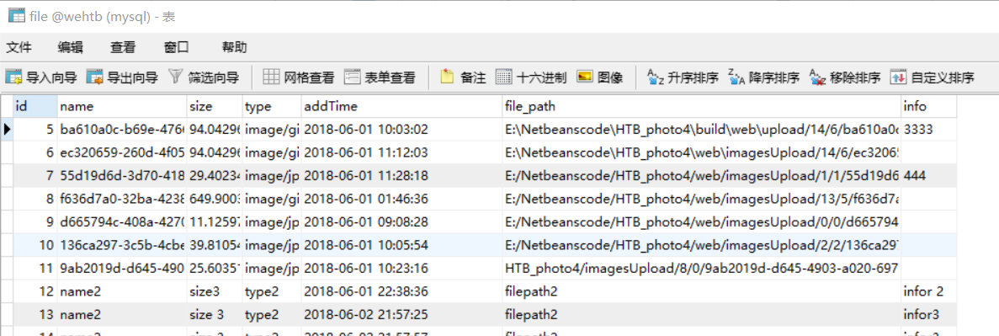 file @wehtb (mysql) - 表
文件 编辑 查看 窗口 帮助
导入向导 导出向导 筛选向导 网格查看 表单查看 备注 十六进制 图像 升序排序 降序排序 移除排序 自定义排序
id name size type addTime file_path info
5 ba610a0c-b69e-476 94.0429 image/gi 2018-06-01 10:03:02 E:\Netbeanscode\HTB_photo4\build\web\upload/14/6/ba610a0 3333
6 ec320659-260d-4f05 94.0429 image/gi 2018-06-01 11:12:03 E:\Netbeanscode\HTB_photo4\web\imagesUpload/14/6/ec3206
7 55d19d6d-3d70-418 29.4023 image/jp 2018-06-01 11:28:18 E:/Netbeanscode/HTB_photo4/web/imagesUpload/1/1/55d19d6 444
8 f636d7a0-32ba-4238 649.900 image/gi 2018-06-01 01:46:36 E:/Netbeanscode/HTB_photo4/web/imagesUpload/13/5/f636d7a
9 d665794c-408a-427 11.1259 image/jp 2018-06-01 09:08:28 E:/Netbeanscode/HTB_photo4/web/imagesUpload/0/0/d665794
10 136ca297-3c5b-4cbe 39.8105 image/jp 2018-06-01 10:05:54 E:/Netbeanscode/HTB_photo4/web/imagesUpload/2/2/136ca29
11 9ab2019d-d645-490 25.6035 image/jp 2018-06-01 10:23:16 HTB_photo4/imagesUpload/8/0/9ab2019d-d645-4903-a020-697
12 name2 size3 type2 2018-06-01 22:38:36 filepath2 infor 2
13 name2 size 3 type2 2018-06-02 21:57:25 filepath2 infor3